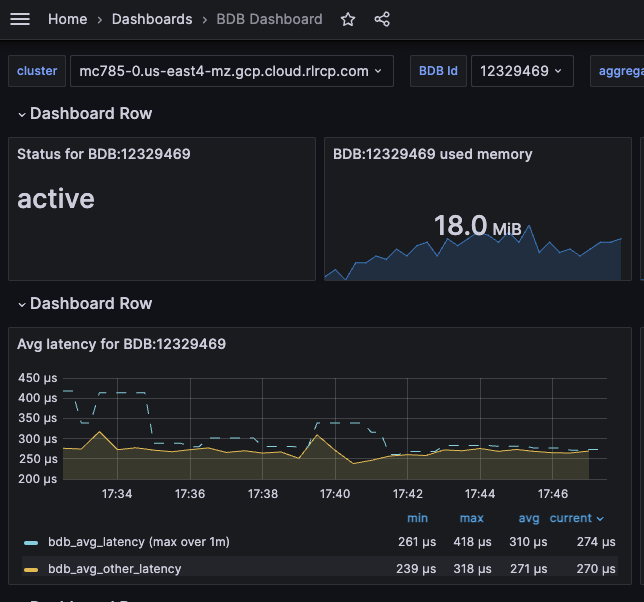 Home › Dashboards › BDB Dashboard
cluster mc785-0.us-east4-mz.gcp.cloud.rlrcp.com BDB Id 12329469 aggrega
Dashboard Row
Status for BDB:12329469
active
BDB:12329469 used memory
18.0 MiB
Dashboard Row
Avg latency for BDB:12329469
450 µs
400 µs
350 µs
300 µs
250 µs
200 µs
17:34 17:36 17:38 17:40 17:42 17:44 17:46
min max avg current
bdb_avg_latency (max over 1m) 261 µs 418 µs 310 µs 274 µs
bdb_avg_other_latency 239 µs 318 µs 271 µs 270 µs